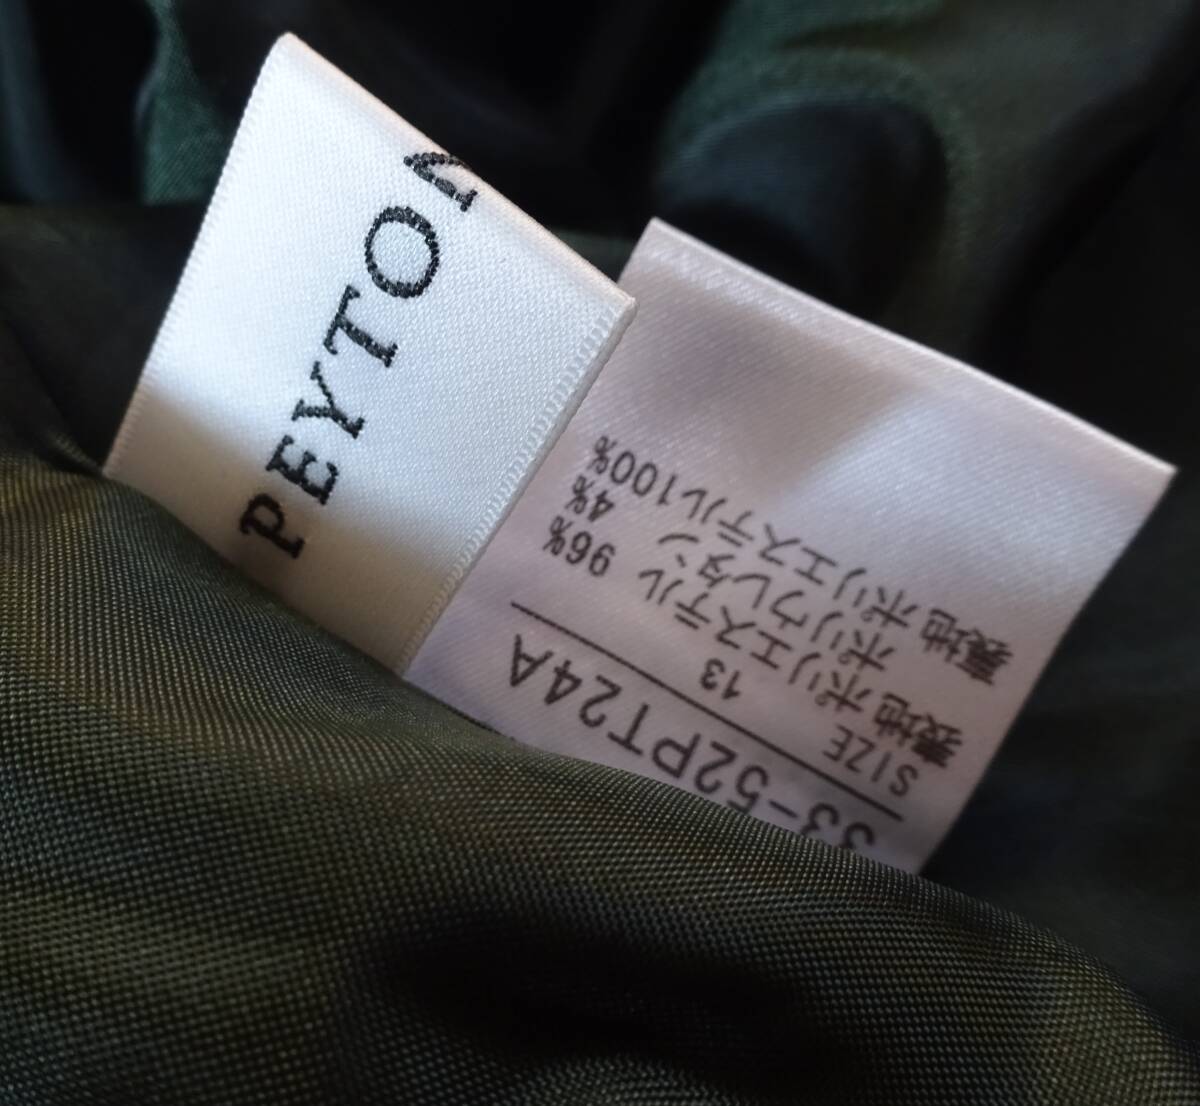 PEYTON
33-52PT24A
SIZE 13
表地 ポリエステル 96%
ポリウレタン 4%
裏地 ポリエステル100%